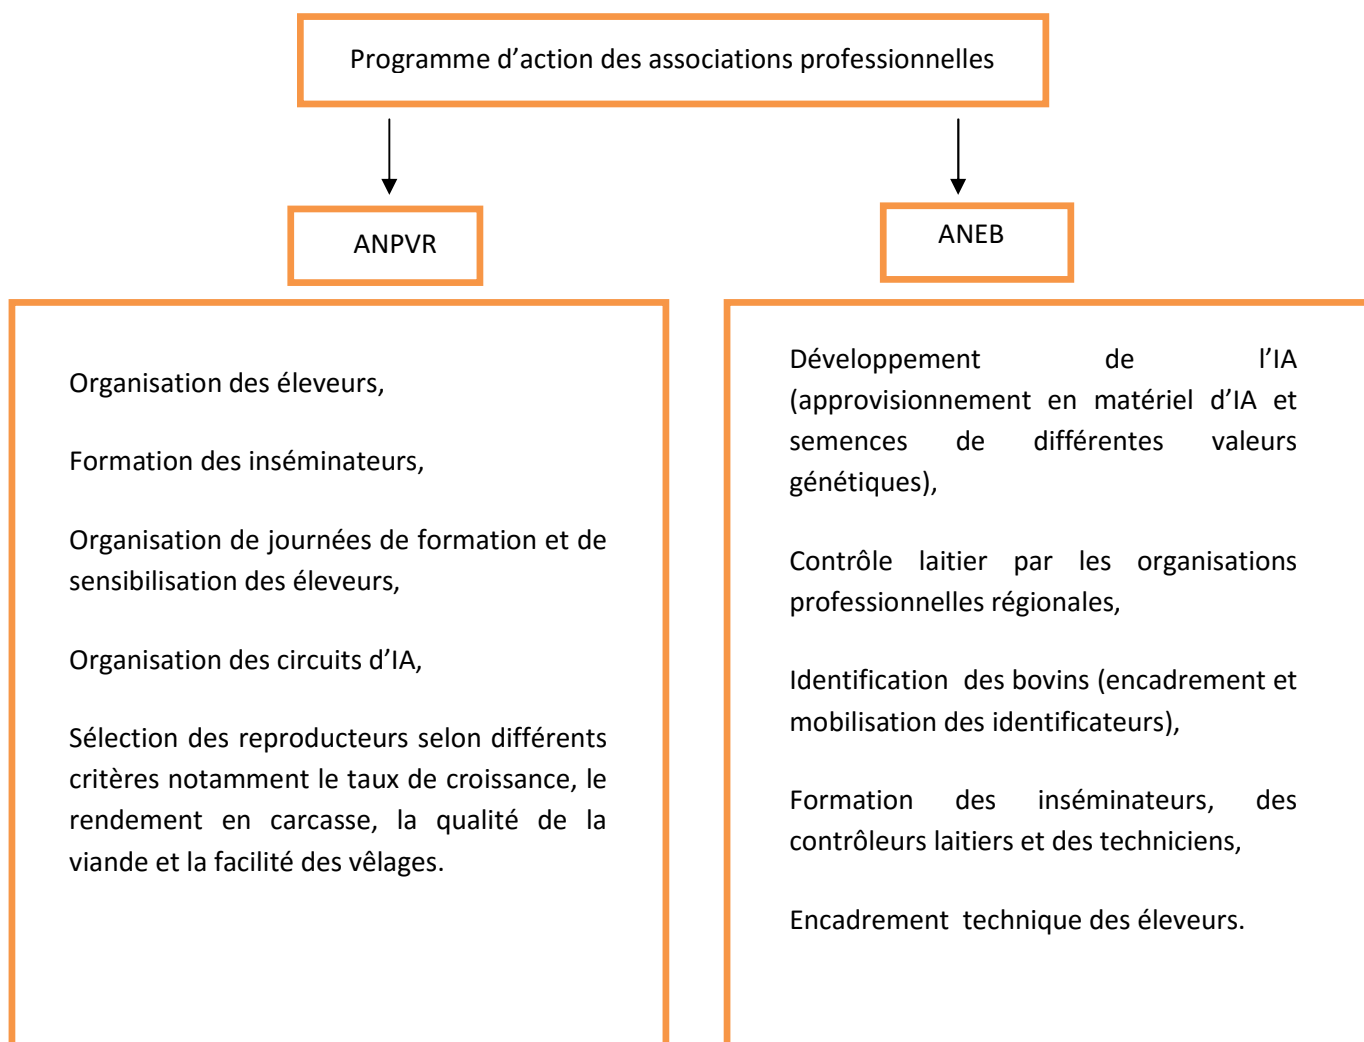 Programme d’action des associations professionnelles
ANPVR
ANEB
Organisation des éleveurs,
Formation des inséminateurs,
Organisation de journées de formation et de
sensibilisation des éleveurs,
Organisation des circuits d’IA,
Sélection des reproducteurs selon différents
critères notamment le taux de croissance, le
rendement en carcasse, la qualité de la
viande et la facilité des vêlages.
Développement de l’IA
(approvisionnement en matériel d’IA et
semences de différentes valeurs
génétiques),
Contrôle laitier par les organisations
professionnelles régionales,
Identification des bovins (encadrement et
mobilisation des identificateurs),
Formation des inséminateurs, des
contrôleurs laitiers et des techniciens,
Encadrement technique des éleveurs.